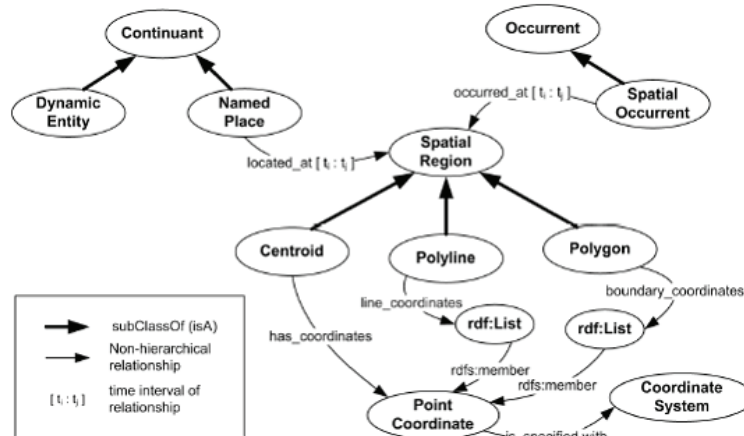 Continuant
Occurrent
Dynamic
Entity
Named
Place
occurred_at [ tᵢ : tⱼ ]
Spatial
Occurrent
located_at [ tᵢ : tⱼ ]
Spatial
Region
Centroid
Polyline
Polygon
line_coordinates
boundary_coordinates
has_coordinates
rdf:List
rdf:List
rdfs:member
rdfs:member
Point
Coordinate
Coordinate
System
is_specified_with
subClassOf (isA)
Non-hierarchical
relationship
[ tᵢ : tⱼ ]
time interval of
relationship